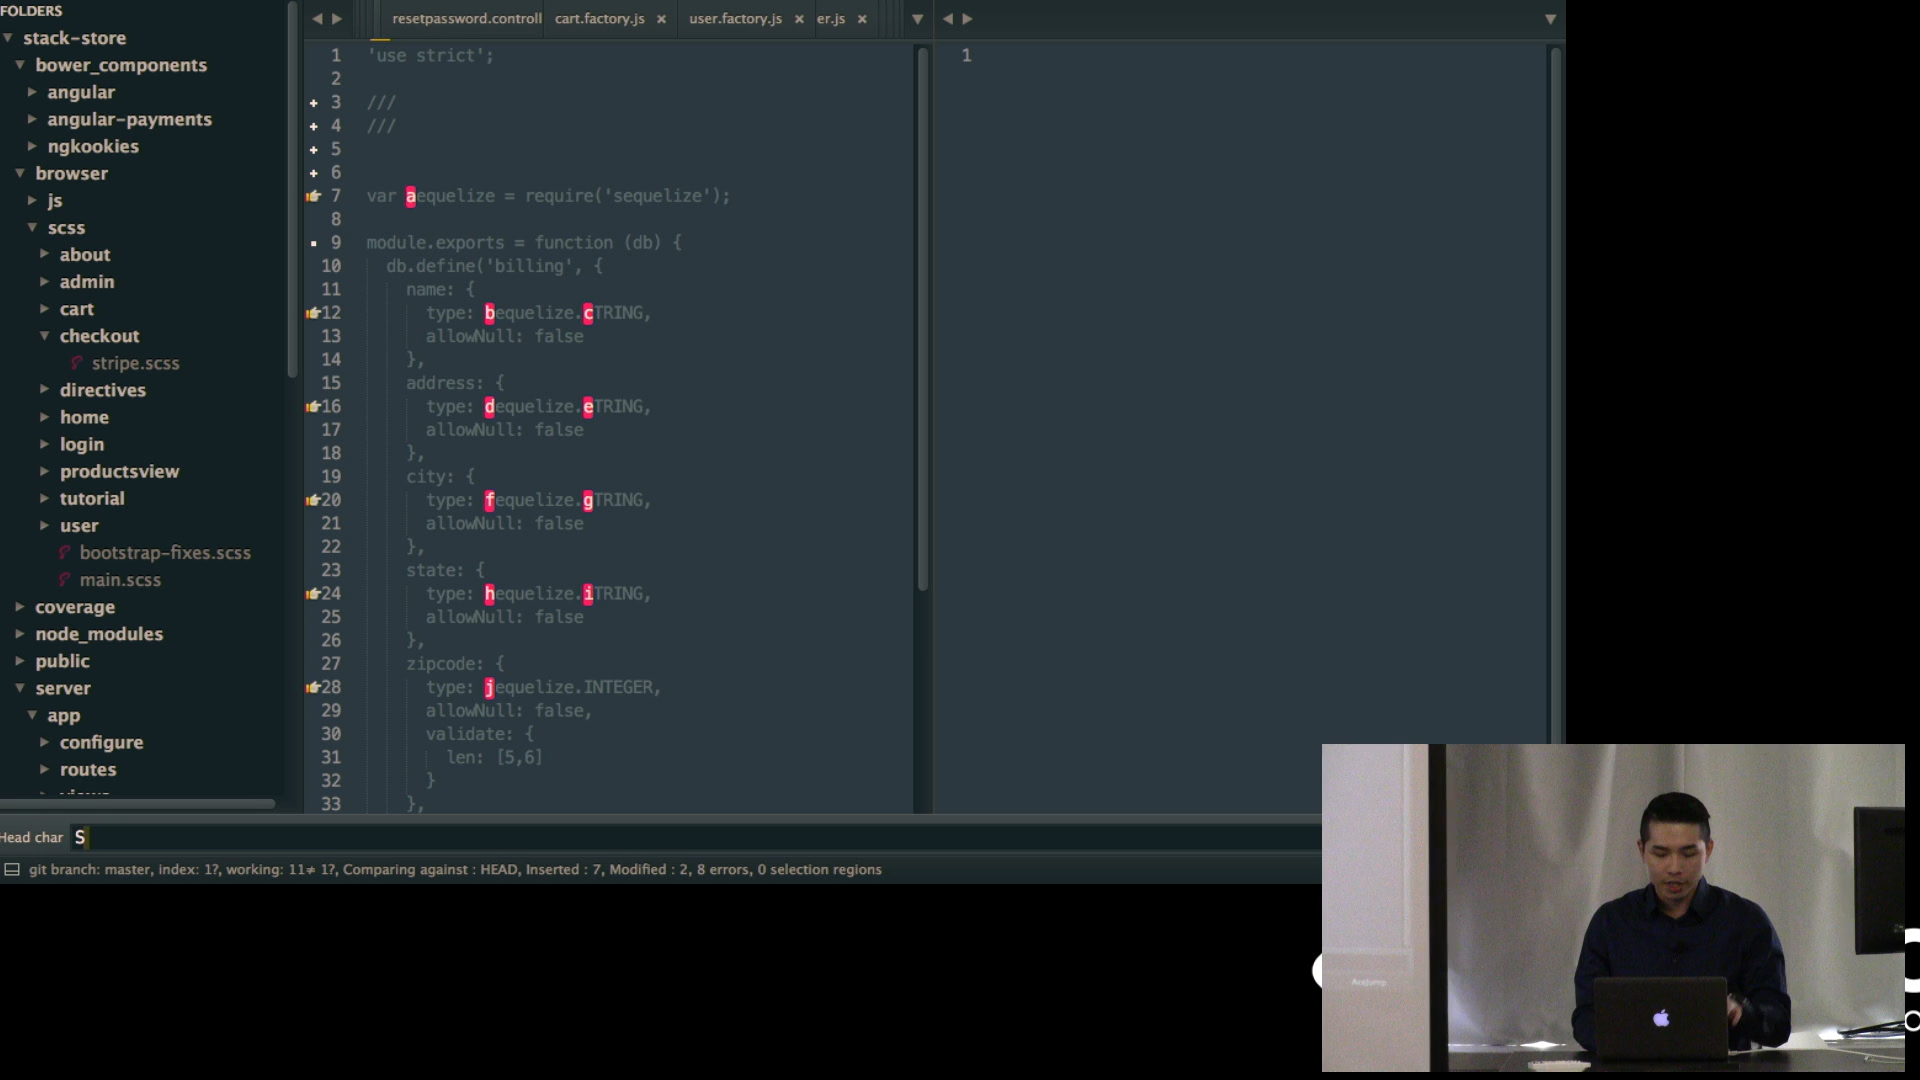 FOLDERS
stack-store
bower_components
angular
angular-payments
ngkookies
browser
js
scss
about
admin
cart
checkout
stripe.scss
directives
home
login
productsview
tutorial
user
bootstrap-fixes.scss
main.scss
coverage
node_modules
public
server
app
configure
routes
resetpassword.controll
cart.factory.js ×
user.factory.js ×
er.js ×
1 'use strict';
2
3 ///
4 ///
5
6
7 var aequelize = require('sequelize');
8
9 module.exports = function (db) {
10 db.define('billing', {
11 name: {
12 type: bequelize.cTRING,
13 allowNull: false
14 },
15 address: {
16 type: dequelize.eTRING,
17 allowNull: false
18 },
19 city: {
20 type: fequelize.gTRING,
21 allowNull: false
22 },
23 state: {
24 type: hequelize.iTRING,
25 allowNull: false
26 },
27 zipcode: {
28 type: jequelize.INTEGER,
29 allowNull: false,
30 validate: {
31 len: [5,6]
32 }
33 },
1
Head char S
git branch: master, index: 1?, working: 11≠ 1?, Comparing against : HEAD, Inserted : 7, Modified : 2, 8 errors, 0 selection regions
AceJump